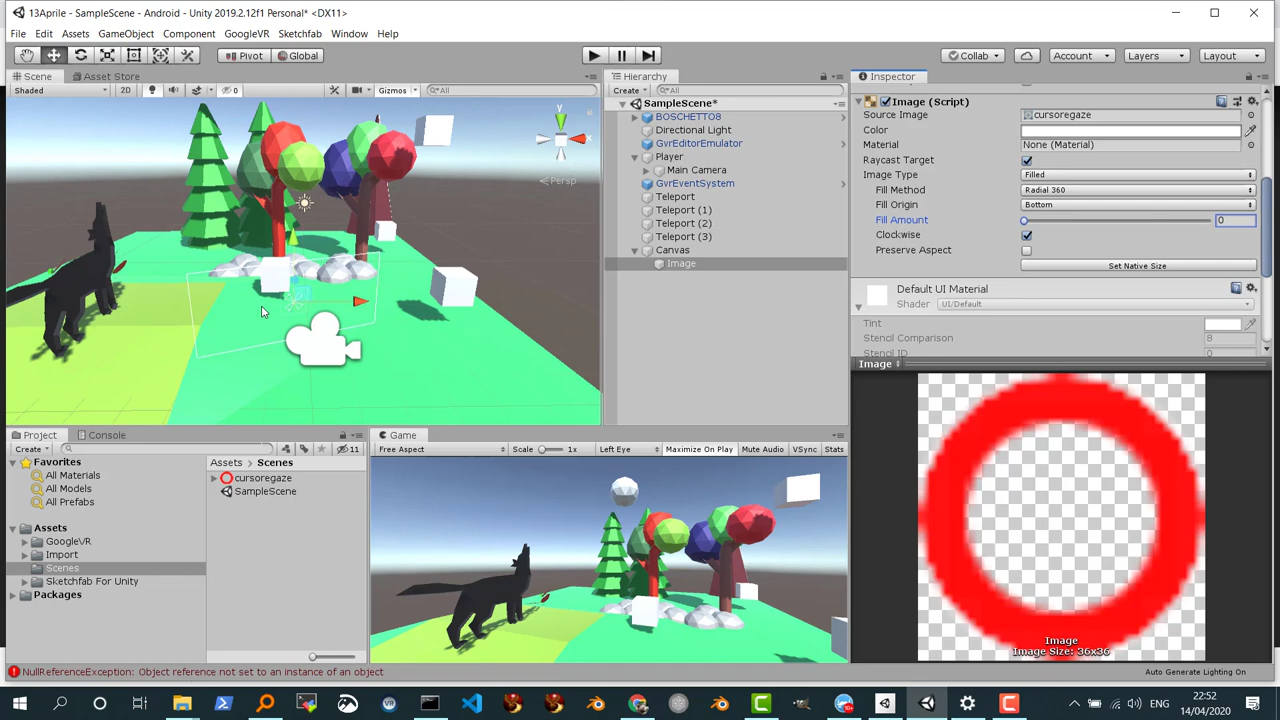 13Aprile - SampleScene - Android - Unity 2019.2.12f1 Personal* <DX11>
File Edit Assets GameObject Component GoogleVR Sketchfab Window Help
Pivot Global Collab Account Layers Layout
Scene Asset Store
Shaded 2D 0 Gizmos All
y
x
Persp
Hierarchy
Create All
SampleScene*
BOSCHETTO8
Directional Light
GvrEditorEmulator
Player
Main Camera
GvrEventSystem
Teleport
Teleport (1)
Teleport (2)
Teleport (3)
Canvas
Image
Inspector
Image (Script)
Source Image cursoregaze
Color
Material None (Material)
Raycast Target
Image Type Filled
Fill Method Radial 360
Fill Origin Bottom
Fill Amount 0
Clockwise
Preserve Aspect
Set Native Size
Default UI Material
Shader UI/Default
Tint
Stencil Comparison 8
Stencil ID 0
Image
Image
Image Size: 36x36
Project Console
Create 11
Favorites
All Materials
All Models
All Prefabs
Assets
GoogleVR
Import
Scenes
Sketchfab For Unity
Packages
Assets Scenes
cursoregaze
SampleScene
Game
Free Aspect Scale 1x Left Eye Maximize On Play Mute Audio VSync Stats
NullReferenceException: Object reference not set to an instance of an object
Auto Generate Lighting On
10+
ENG
22:52
14/04/2020